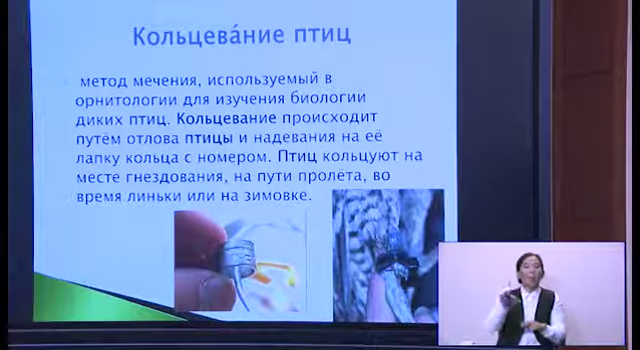 Кольцева́ние птиц
метод мечения, используемый в
орнитологии для изучения биологии
диких птиц. Кольцевание происходит
путём отлова птицы и надевания на её
лапку кольца с номером. Птиц кольцуют на
месте гнездования, на пути пролёта, во
время линьки или на зимовке.